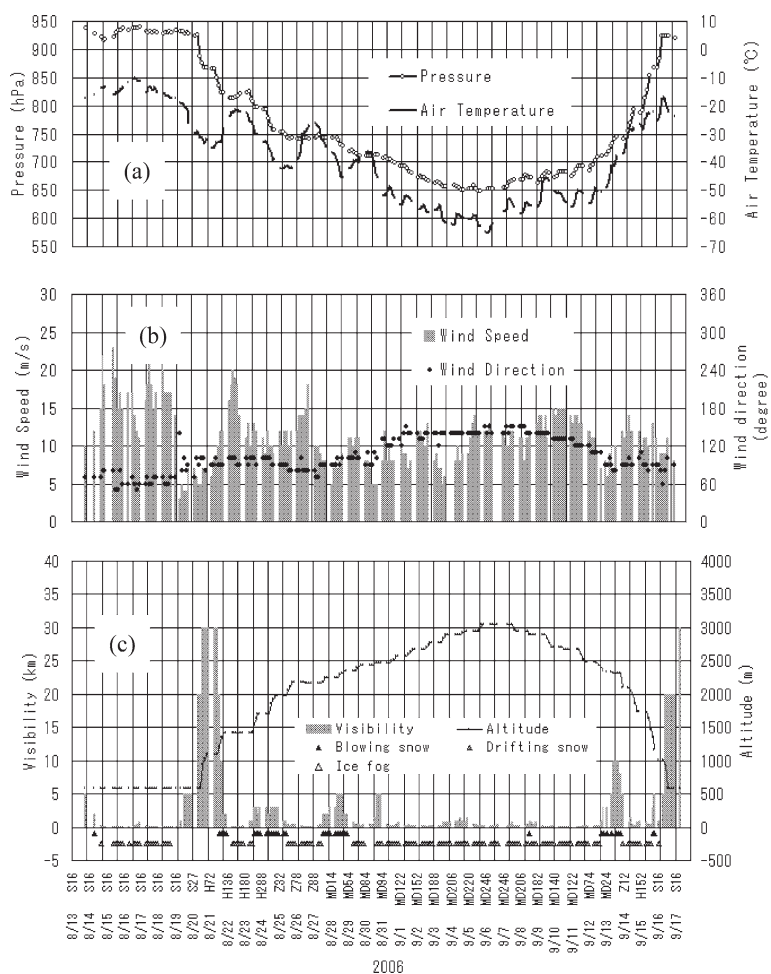 950
900
850
800
750
700
650
600
550
Pressure (hPa)
10
0
-10
-20
-30
-40
-50
-60
-70
Air Temperature (℃)
Pressure
Air Temperature
(a)
30
25
20
15
10
5
0
Wind Speed (m/s)
360
300
240
180
120
60
0
Wind direction
(degree)
(b)
Wind Speed
Wind Direction
40
35
30
25
20
15
10
5
0
-5
Visibility (km)
4000
3500
3000
2500
2000
1500
1000
500
0
-500
Altitude (m)
(c)
Visibility Altitude
Blowing snow Drifting snow
Ice fog
8/13 S16
8/14 S16
8/15 S16
8/16 S16
8/17 S16
8/18 S16
8/19 S16
8/20 S27
8/21 H72
8/22 H136
8/23 H180
8/24 H288
8/25 Z32
8/26 Z78
8/27 Z88
8/28 MD14
8/29 MD54
8/30 MD84
8/31 MD94
9/1 MD122
9/2 MD152
9/3 MD188
9/4 MD206
9/5 MD220
9/6 MD246
9/7 MD246
9/8 MD206
9/9 MD182
9/10 MD140
9/11 MD122
9/12 MD74
9/13 MD24
9/14 Z12
9/15 H152
9/16 S16
9/17 S16
2006